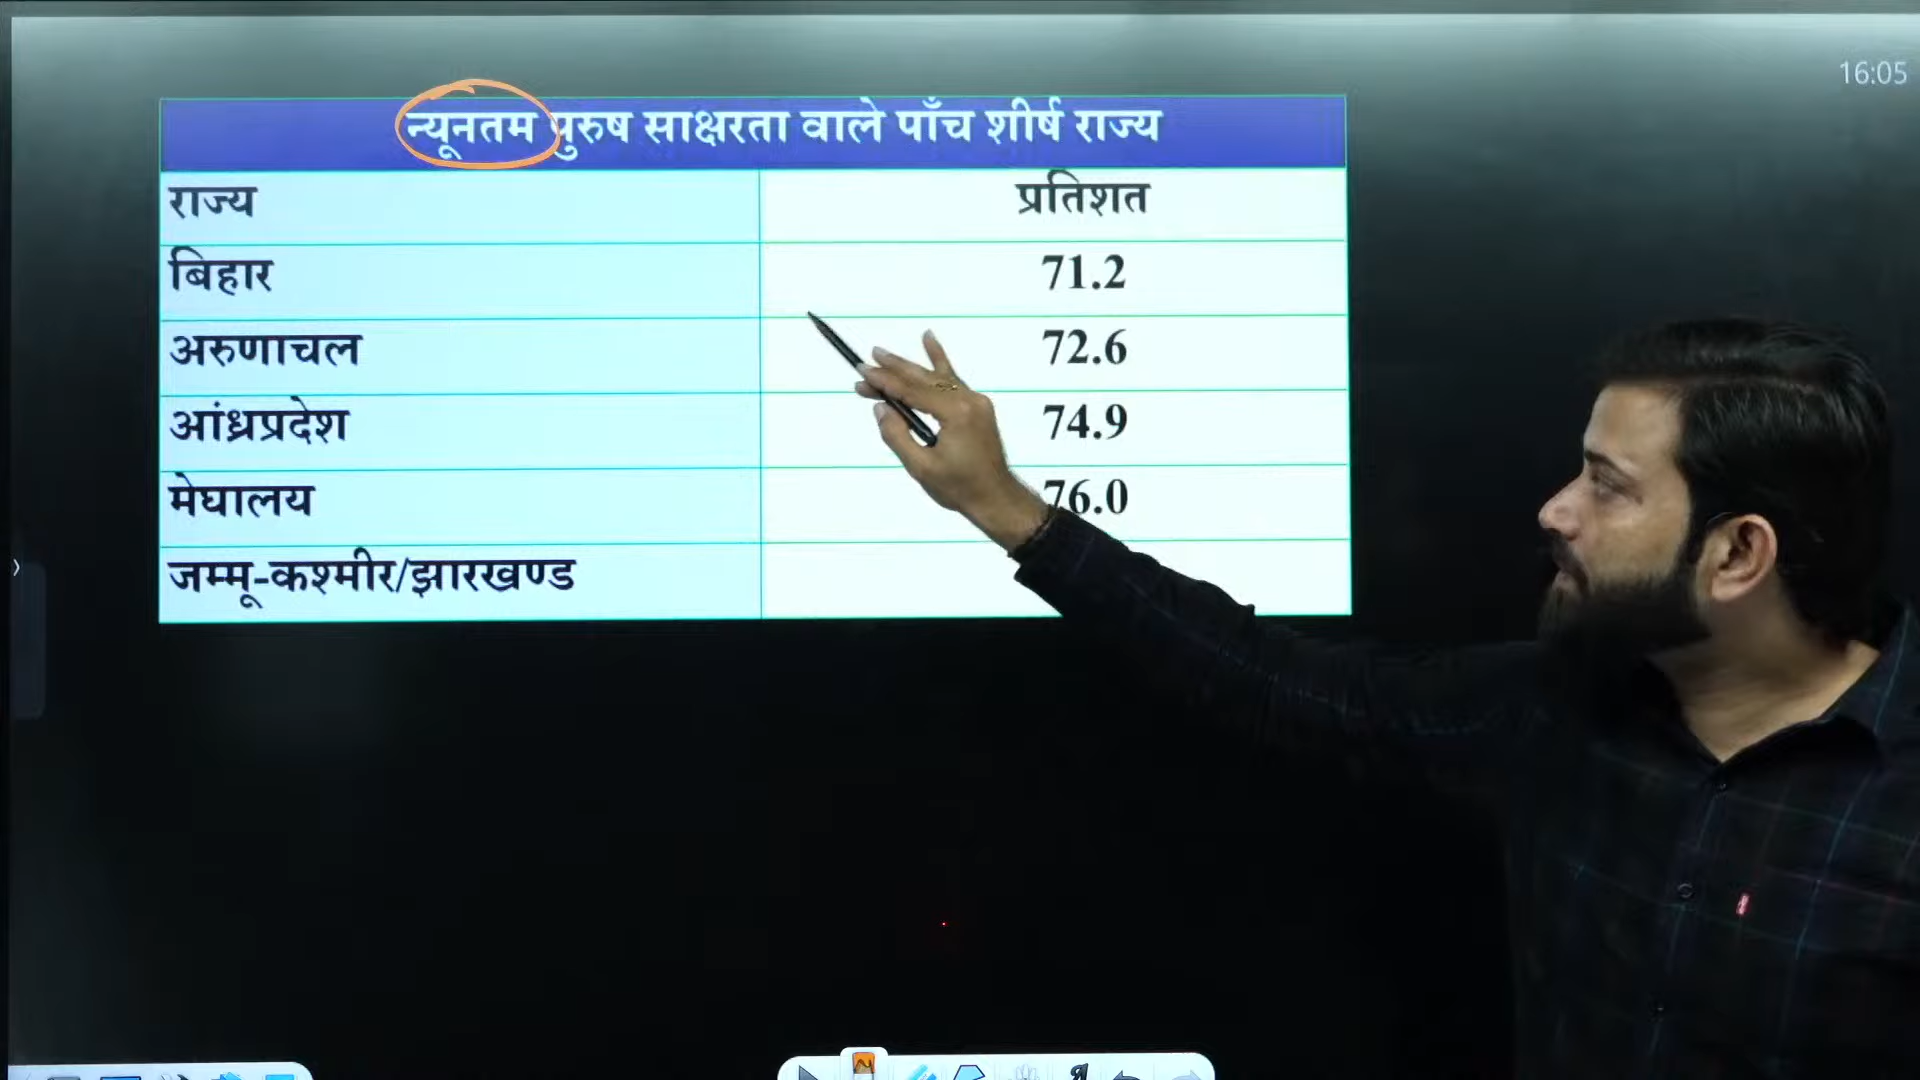 16:05
न्यूनतम पुरुष साक्षरता वाले पाँच शीर्ष राज्य
राज्य प्रतिशत
बिहार 71.2
अरुणाचल 72.6
आंध्रप्रदेश 74.9
मेघालय 76.0
जम्मू-कश्मीर/झारखण्ड